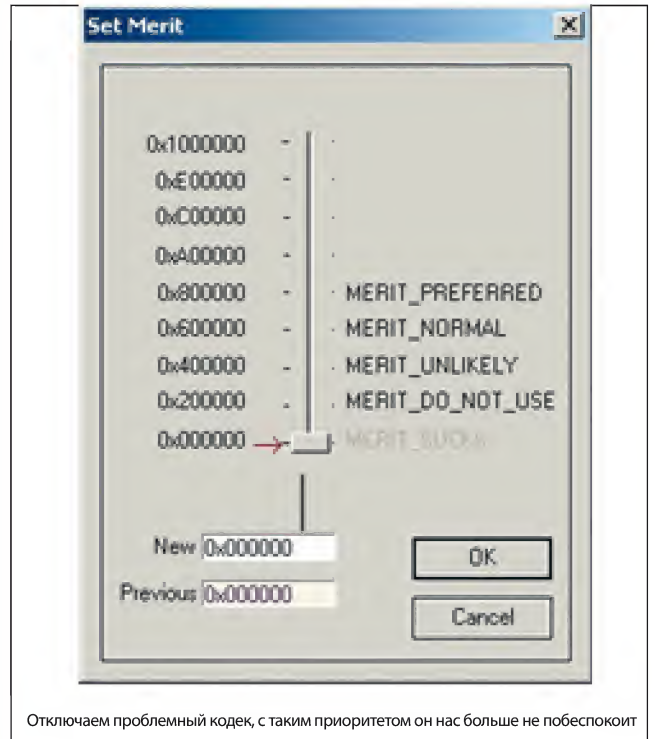 Set Merit
0x1000000
0xE00000
0xC00000
0xA00000
0x800000 MERIT_PREFERRED
0x600000 MERIT_NORMAL
0x400000 MERIT_UNLIKELY
0x200000 MERIT_DO_NOT_USE
0x000000 MERIT_SUCKS
New 0x000000
OK
Previous 0x000000
Cancel
Отключаем проблемный кодек, с таким приоритетом он нас больше не побеспокоит